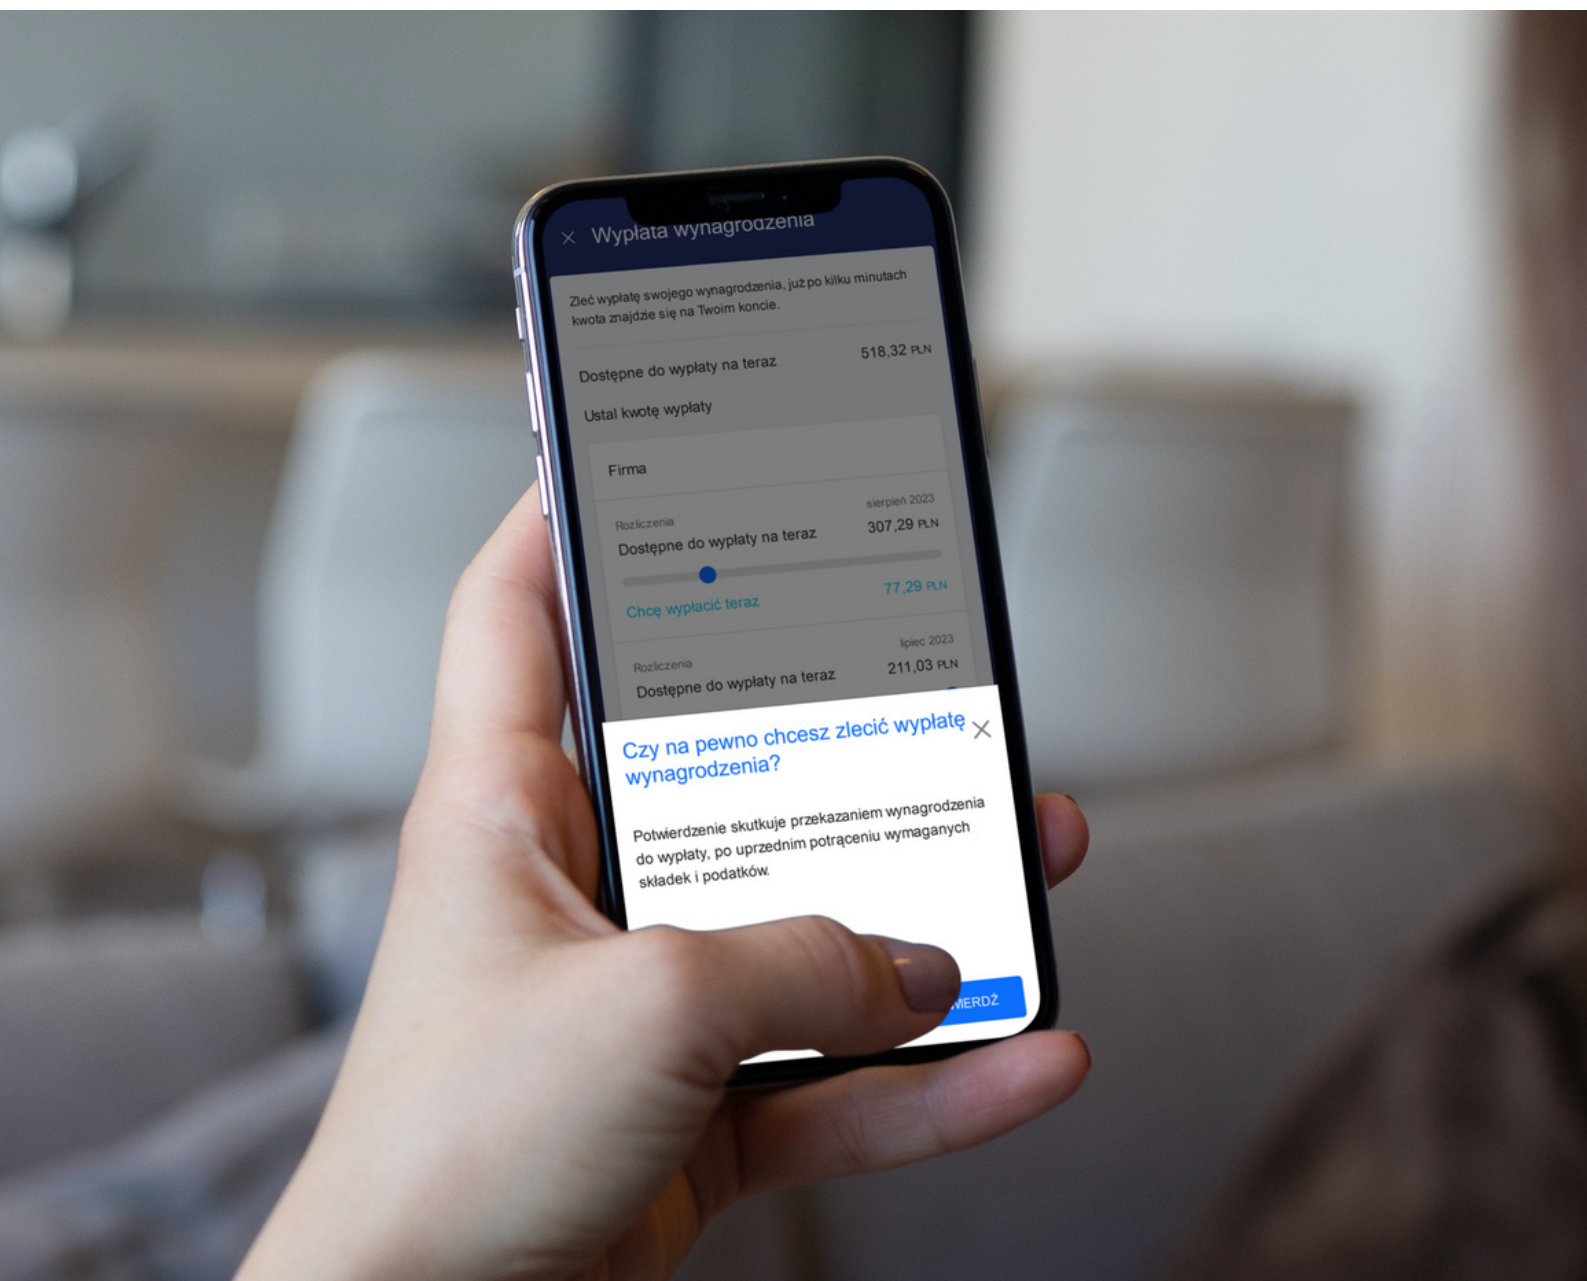 Wypłata wynagrodzenia
Zleć wypłatę swojego wynagrodzenia, już po kilku minutach
kwota znajdzie się na Twoim koncie.
Dostępne do wypłaty na teraz 518,32 PLN
Ustal kwotę wypłaty
Firma
Rozliczenia sierpień 2023
Dostępne do wypłaty na teraz 307,29 PLN
Chcę wypłacić teraz 77,29 PLN
Rozliczenia lipiec 2023
Dostępne do wypłaty na teraz 211,03 PLN
Czy na pewno chcesz zlecić wypłatę
wynagrodzenia?
Potwierdzenie skutkuje przekazaniem wynagrodzenia
do wypłaty, po uprzednim potrąceniu wymaganych
składek i podatków.